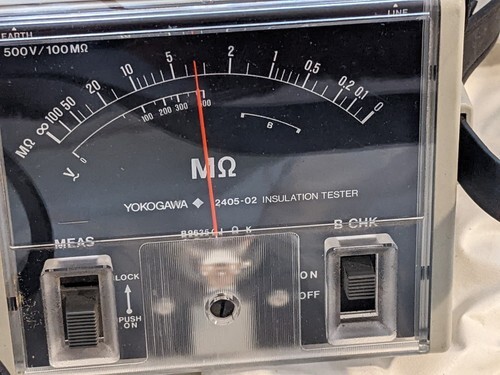 EARTH
LINE
500V/100MΩ
MΩ ∞ 100 50 20 10 5 2 1 0.5 0.2 0.1 0
V 0 100 200 300
B
MΩ
YOKOGAWA 2405-02 INSULATION TESTER
MEAS
B-CHK
LOCK
PUSH
ON
ON
OFF